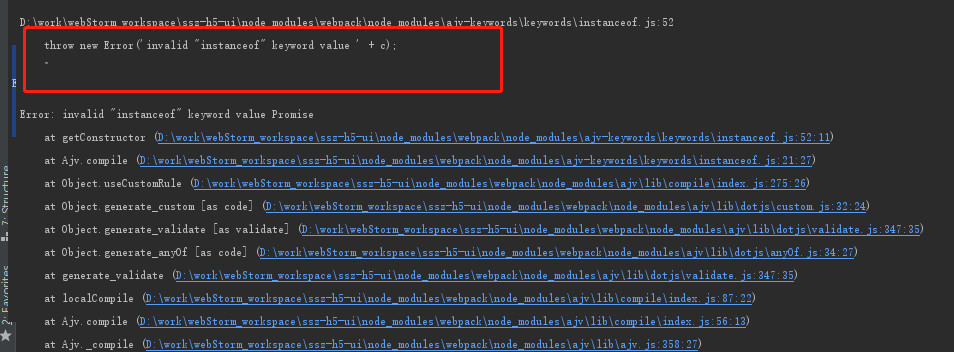 D:\work\webStorm_workspace\ssz-h5-ui\node_modules\webpack\node_modules\ajv-keywords\keywords\instanceof.js:52
throw new Error('invalid "instanceof" keyword value ' + c);
^
Error: invalid "instanceof" keyword value Promise
at getConstructor (D:\work\webStorm_workspace\ssz-h5-ui\node_modules\webpack\node_modules\ajv-keywords\keywords\instanceof.js:52:11)
at Ajv.compile (D:\work\webStorm_workspace\ssz-h5-ui\node_modules\webpack\node_modules\ajv-keywords\keywords\instanceof.js:21:27)
at Object.useCustomRule (D:\work\webStorm_workspace\ssz-h5-ui\node_modules\webpack\node_modules\ajv\lib\compile\index.js:275:26)
at Object.generate_custom [as code] (D:\work\webStorm_workspace\ssz-h5-ui\node_modules\webpack\node_modules\ajv\lib\dotjs\custom.js:32:24)
at Object.generate_validate [as validate] (D:\work\webStorm_workspace\ssz-h5-ui\node_modules\webpack\node_modules\ajv\lib\dotjs\validate.js:347:35)
at Object.generate_anyOf [as code] (D:\work\webStorm_workspace\ssz-h5-ui\node_modules\webpack\node_modules\ajv\lib\dotjs\anyOf.js:34:27)
at generate_validate (D:\work\webStorm_workspace\ssz-h5-ui\node_modules\webpack\node_modules\ajv\lib\dotjs\validate.js:347:35)
at localCompile (D:\work\webStorm_workspace\ssz-h5-ui\node_modules\webpack\node_modules\ajv\lib\compile\index.js:87:22)
at Ajv.compile (D:\work\webStorm_workspace\ssz-h5-ui\node_modules\webpack\node_modules\ajv\lib\compile\index.js:56:13)
at Ajv._compile (D:\work\webStorm_workspace\ssz-h5-ui\node_modules\webpack\node_modules\ajv\lib\ajv.js:358:27)
7: Structure
2: Favorites